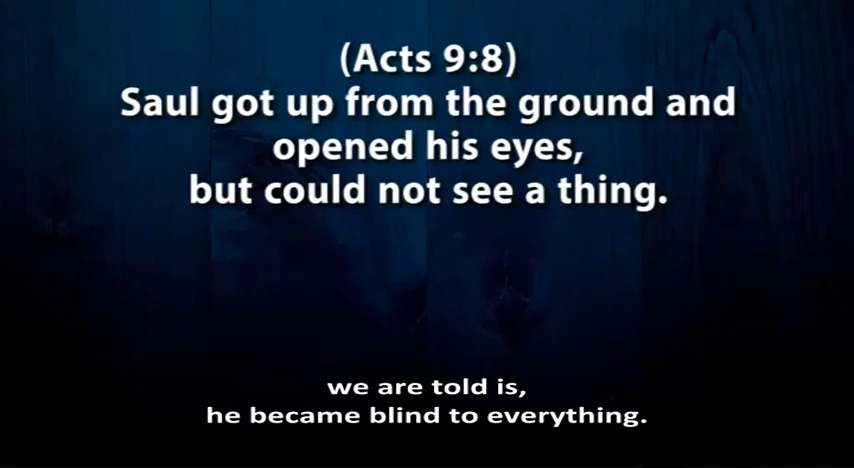 (Acts 9:8)
Saul got up from the ground and
opened his eyes,
but could not see a thing.
we are told is,
he became blind to everything.